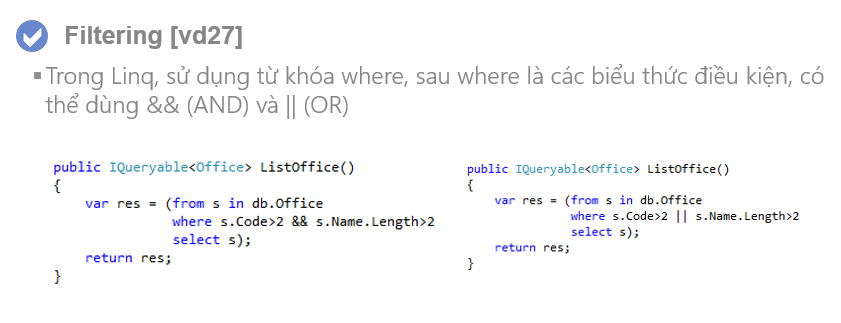 Filtering [vd27]
▪Trong Linq, sử dụng từ khóa where, sau where là các biểu thức điều kiện, có
thể dùng && (AND) và || (OR)
public IQueryable<Office> ListOffice()
{
    var res = (from s in db.Office
               where s.Code>2 && s.Name.Length>2
               select s);
    return res;
}
public IQueryable<Office> ListOffice()
{
    var res = (from s in db.Office
               where s.Code>2 || s.Name.Length>2
               select s);
    return res;
}